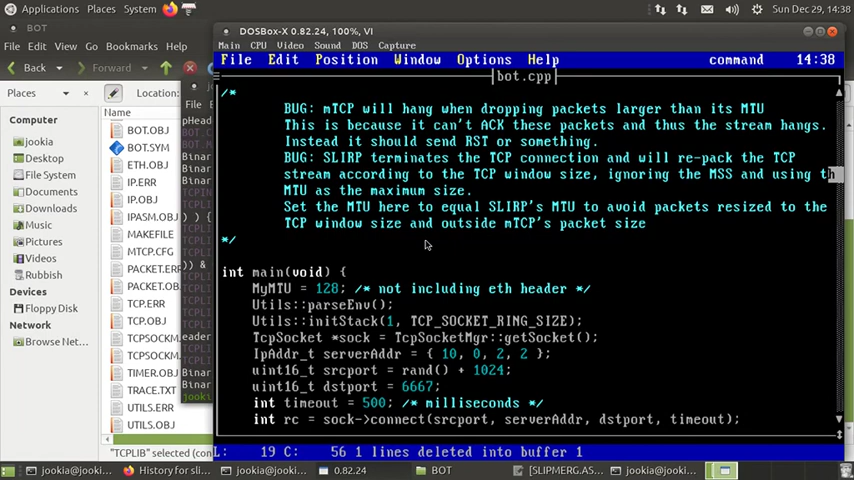 Applications Places System Sun Dec 29, 14:38
BOT
File Edit View Go Bookmarks Help
Back Forward
Places
Computer
jookia
Desktop
File System
Documents
Downloads
Music
Pictures
Videos
Rubbish
Devices
Floppy Disk
Network
Browse Net...
Name
BOT.OBJ
BOT.SYM
ETH.OBJ
IP.ERR
IP.OBJ
IPASM.OBJ
MAKEFILE
MTCP.CFG
PACKET.ERR
PACKET.OBJ
TCP.ERR
TCP.OBJ
TCPSOCKM.
TCPSOCKM.
TIMER.OBJ
TRACE.TXT
UTILS.ERR
UTILS.OBJ
"TCPLIB" selected
DOSBox-X 0.82.24, 100%, VI
Main CPU Video Sound DOS Capture
File Edit Position Window Options Help command 14:38
bot.cpp
/*
BUG: mTCP will hang when dropping packets larger than its MTU
This is because it can't ACK these packets and thus the stream hangs.
Instead it should send RST or something.
BUG: SLIRP terminates the TCP connection and will re-pack the TCP
stream according to the TCP window size, ignoring the MSS and using th
MTU as the maximum size.
Set the MTU here to equal SLIRP's MTU to avoid packets resized to the
TCP window size and outside mTCP's packet size
*/
int main(void) {
MyMTU = 128; /* not including eth header */
Utils::parseEnv();
Utils::initStack(1, TCP_SOCKET_RING_SIZE);
TcpSocket *sock = TcpSocketMgr::getSocket();
IpAddr_t serverAddr = { 10, 0, 2, 2 };
uint16_t srcport = rand() + 1024;
uint16_t dstport = 6667;
int timeout = 500; /* milliseconds */
int rc = sock->connect(srcport, serverAddr, dstport, timeout);
L: 19 C: 56 1 lines deleted into buffer 1
jookia@jooki... History for sli... jookia@jooki... 0.82.24 BOT [SLIPMERG.AS... jookia@jooki...